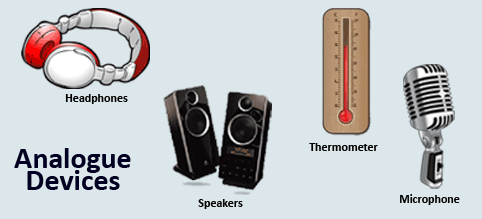 Headphones
Thermometer
Analogue
Devices
Speakers
Microphone